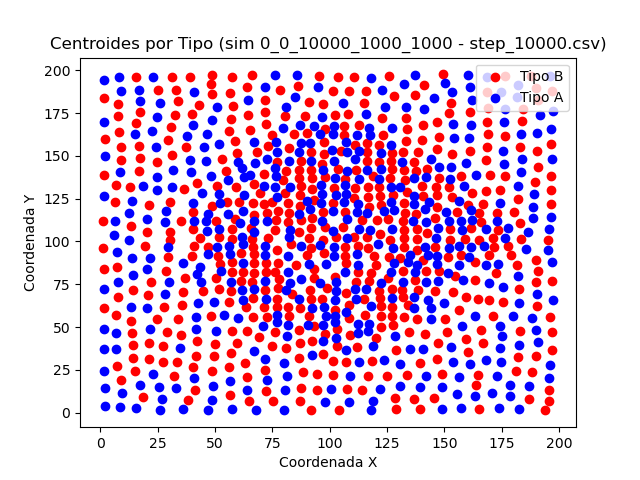 Centroides por Tipo (sim 0_0_10000_1000_1000 - step_10000.csv)
Tipo B
Tipo A
200
175
150
125
100
75
50
25
0
Coordenada Y
0 25 50 75 100 125 150 175 200
Coordenada X